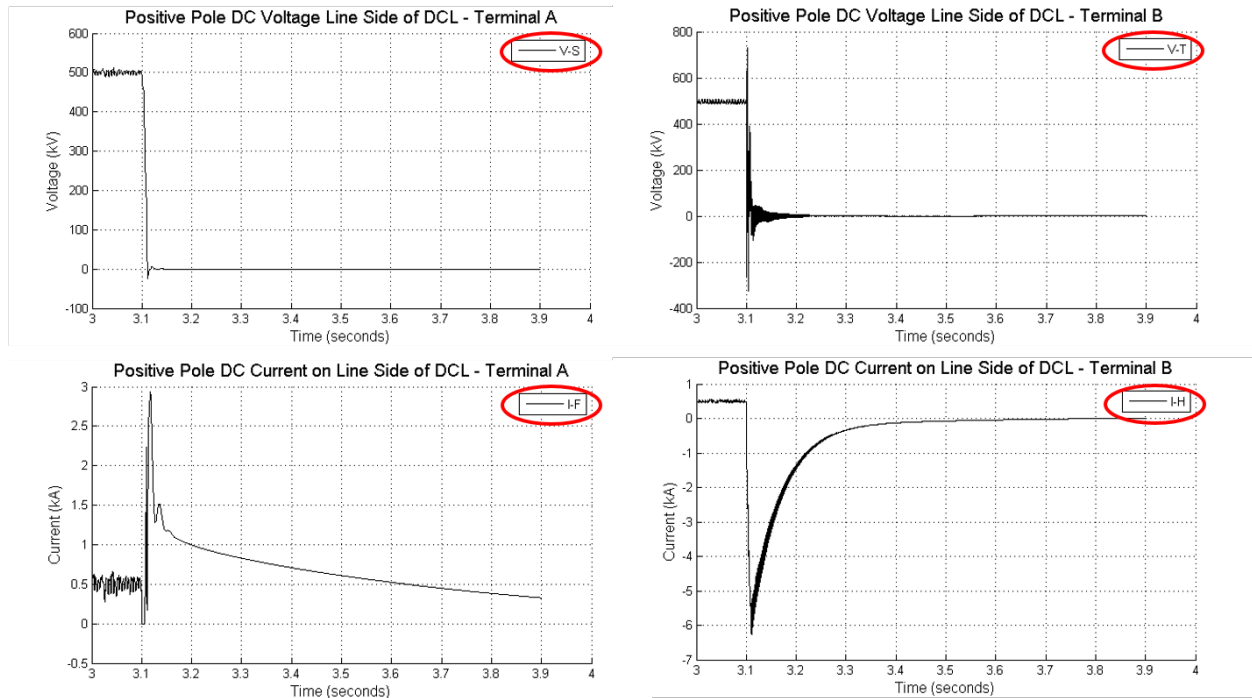 Positive Pole DC Voltage Line Side of DCL - Terminal A
600
500
400
300
200
100
0
-100
Voltage (kV)
V-S
3 3.1 3.2 3.3 3.4 3.5 3.6 3.7 3.8 3.9 4
Time (seconds)
Positive Pole DC Voltage Line Side of DCL - Terminal B
800
600
400
200
0
-200
-400
Voltage (kV)
V-T
3 3.1 3.2 3.3 3.4 3.5 3.6 3.7 3.8 3.9 4
Time (seconds)
Positive Pole DC Current on Line Side of DCL - Terminal A
3
2.5
2
1.5
1
0.5
0
-0.5
Current (kA)
I-F
3 3.1 3.2 3.3 3.4 3.5 3.6 3.7 3.8 3.9 4
Time (seconds)
Positive Pole DC Current on Line Side of DCL - Terminal B
1
0
-1
-2
-3
-4
-5
-6
-7
Current (kA)
I-H
3 3.1 3.2 3.3 3.4 3.5 3.6 3.7 3.8 3.9 4
Time (seconds)